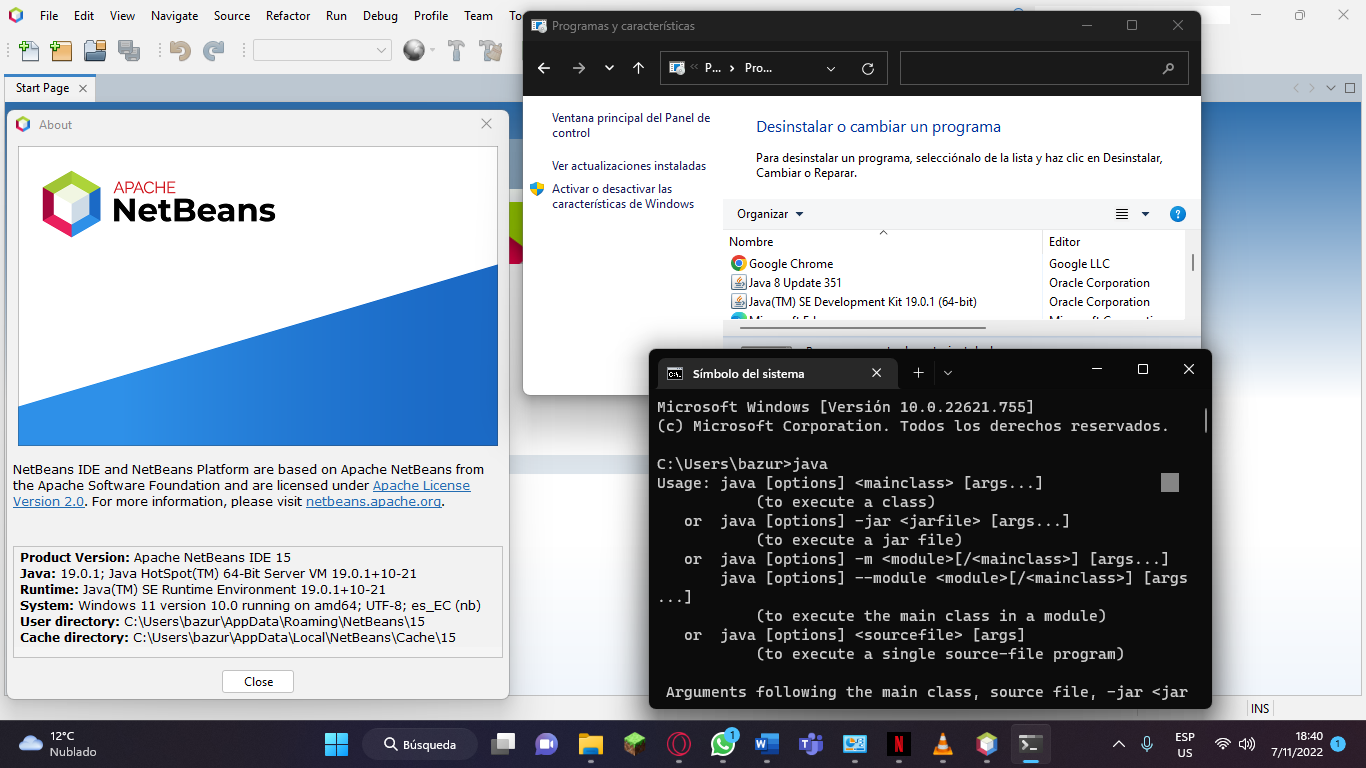 File Edit View Navigate Source Refactor Run Debug Profile Team To
Start Page
About
APACHE
NetBeans
NetBeans IDE and NetBeans Platform are based on Apache NetBeans from
the Apache Software Foundation and are licensed under Apache License
Version 2.0. For more information, please visit netbeans.apache.org.
Product Version: Apache NetBeans IDE 15
Java: 19.0.1; Java HotSpot(TM) 64-Bit Server VM 19.0.1+10-21
Runtime: Java(TM) SE Runtime Environment 19.0.1+10-21
System: Windows 11 version 10.0 running on amd64; UTF-8; es_EC (nb)
User directory: C:\Users\bazur\AppData\Roaming\NetBeans\15
Cache directory: C:\Users\bazur\AppData\Local\NetBeans\Cache\15
Close
Programas y características
P... Pro...
Ventana principal del Panel de
control
Ver actualizaciones instaladas
Activar o desactivar las
características de Windows
Desinstalar o cambiar un programa
Para desinstalar un programa, selecciónalo de la lista y haz clic en Desinstalar,
Cambiar o Reparar.
Organizar
Nombre Editor
Google Chrome Google LLC
Java 8 Update 351 Oracle Corporation
Java(TM) SE Development Kit 19.0.1 (64-bit) Oracle Corporation
Símbolo del sistema
Microsoft Windows [Versión 10.0.22621.755]
(c) Microsoft Corporation. Todos los derechos reservados.
C:\Users\bazur>java
Usage: java [options] <mainclass> [args...]
(to execute a class)
or java [options] -jar <jarfile> [args...]
(to execute a jar file)
or java [options] -m <module>[/<mainclass>] [args...]
java [options] --module <module>[/<mainclass>] [args
...]
(to execute the main class in a module)
or java [options] <sourcefile> [args]
(to execute a single source-file program)
Arguments following the main class, source file, -jar <jar
INS
12°C
Nublado
Búsqueda
1
ESP
US
18:40
7/11/2022
1